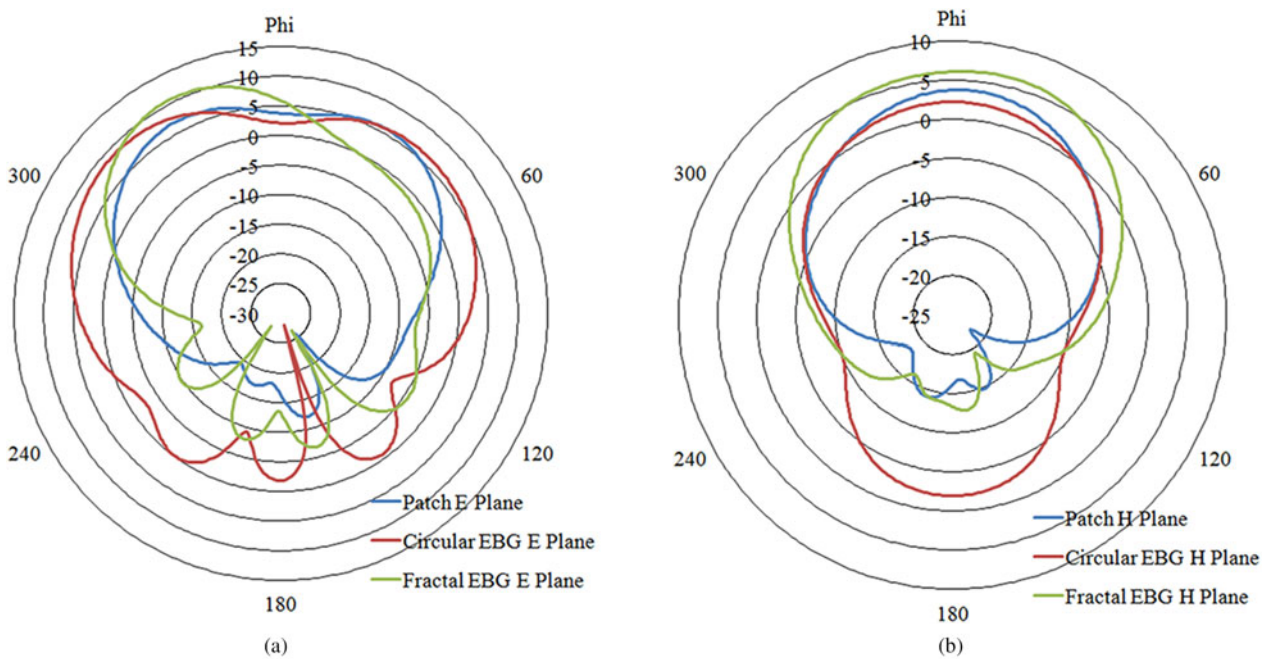 Phi
15
10
5
0
-5
-10
-15
-20
-25
-30
300
60
240
120
180
Patch E Plane
Circular EBG E Plane
Fractal EBG E Plane
(a)
Phi
10
5
0
-5
-10
-15
-20
-25
300
60
240
120
180
Patch H Plane
Circular EBG H Plane
Fractal EBG H Plane
(b)